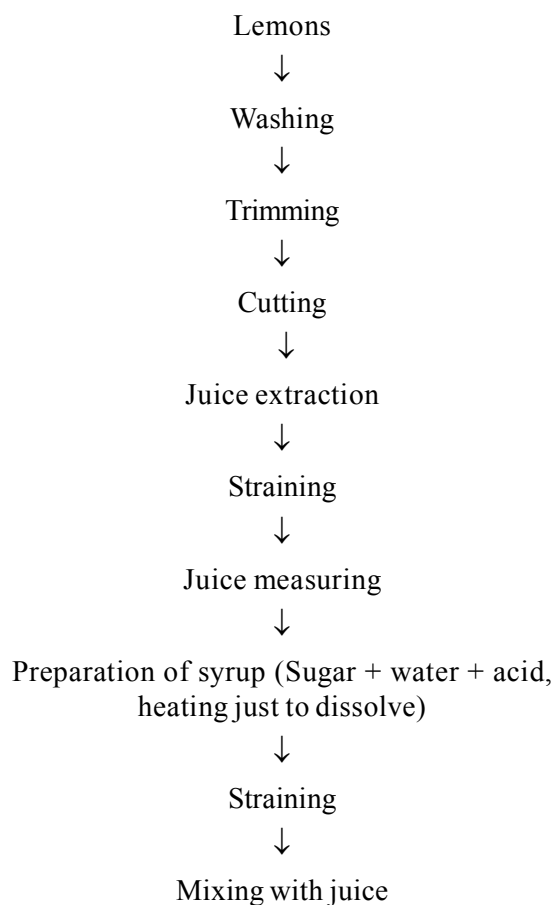 Lemons
↓
Washing
↓
Trimming
↓
Cutting
↓
Juice extraction
↓
Straining
↓
Juice measuring
↓
Preparation of syrup (Sugar + water + acid,
heating just to dissolve)
↓
Straining
↓
Mixing with juice